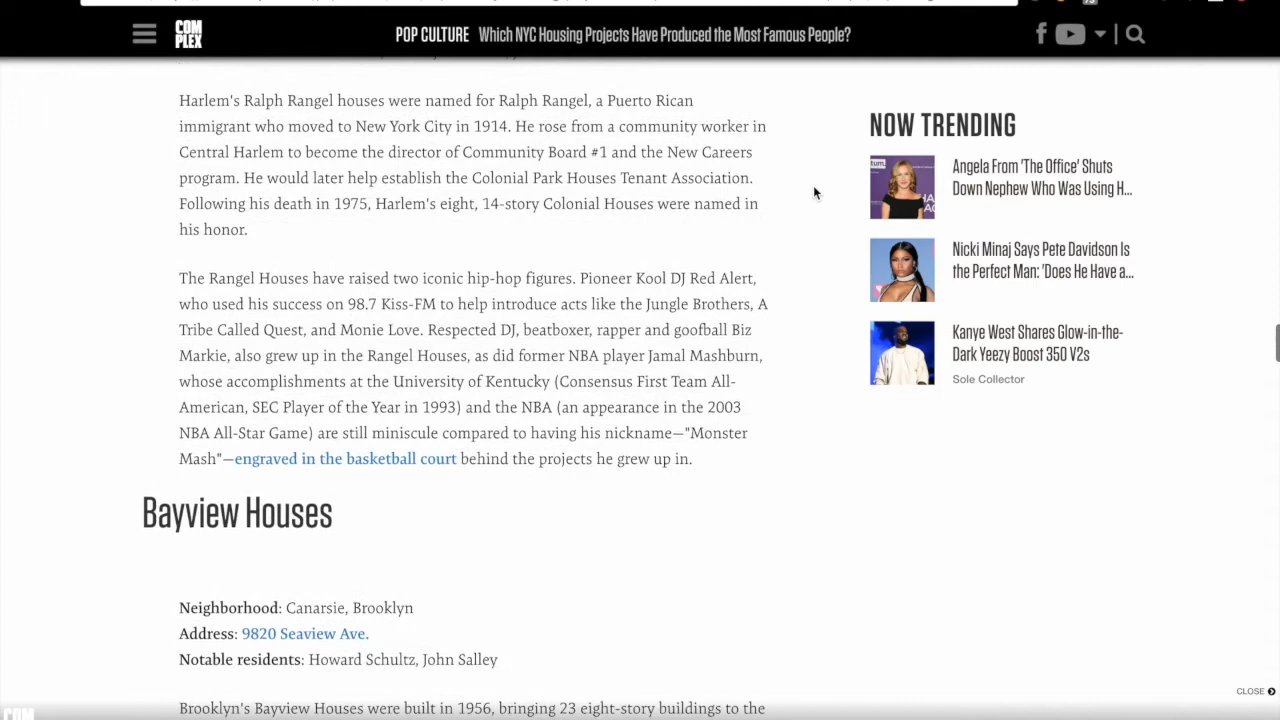 COM
PLEX
POP CULTURE Which NYC Housing Projects Have Produced the Most Famous People?
Harlem's Ralph Rangel houses were named for Ralph Rangel, a Puerto Rican
immigrant who moved to New York City in 1914. He rose from a community worker in
Central Harlem to become the director of Community Board #1 and the New Careers
program. He would later help establish the Colonial Park Houses Tenant Association.
Following his death in 1975, Harlem's eight, 14-story Colonial Houses were named in
his honor.
The Rangel Houses have raised two iconic hip-hop figures. Pioneer Kool DJ Red Alert,
who used his success on 98.7 Kiss-FM to help introduce acts like the Jungle Brothers, A
Tribe Called Quest, and Monie Love. Respected DJ, beatboxer, rapper and goofball Biz
Markie, also grew up in the Rangel Houses, as did former NBA player Jamal Mashburn,
whose accomplishments at the University of Kentucky (Consensus First Team All-
American, SEC Player of the Year in 1993) and the NBA (an appearance in the 2003
NBA All-Star Game) are still miniscule compared to having his nickname—"Monster
Mash"—engraved in the basketball court behind the projects he grew up in.
Bayview Houses
Neighborhood: Canarsie, Brooklyn
Address: 9820 Seaview Ave.
Notable residents: Howard Schultz, John Salley
Brooklyn's Bayview Houses were built in 1956, bringing 23 eight-story buildings to the
NOW TRENDING
Angela From 'The Office' Shuts
Down Nephew Who Was Using H...
Nicki Minaj Says Pete Davidson Is
the Perfect Man: 'Does He Have a...
Kanye West Shares Glow-in-the-
Dark Yeezy Boost 350 V2s
Sole Collector
CLOSE
COM